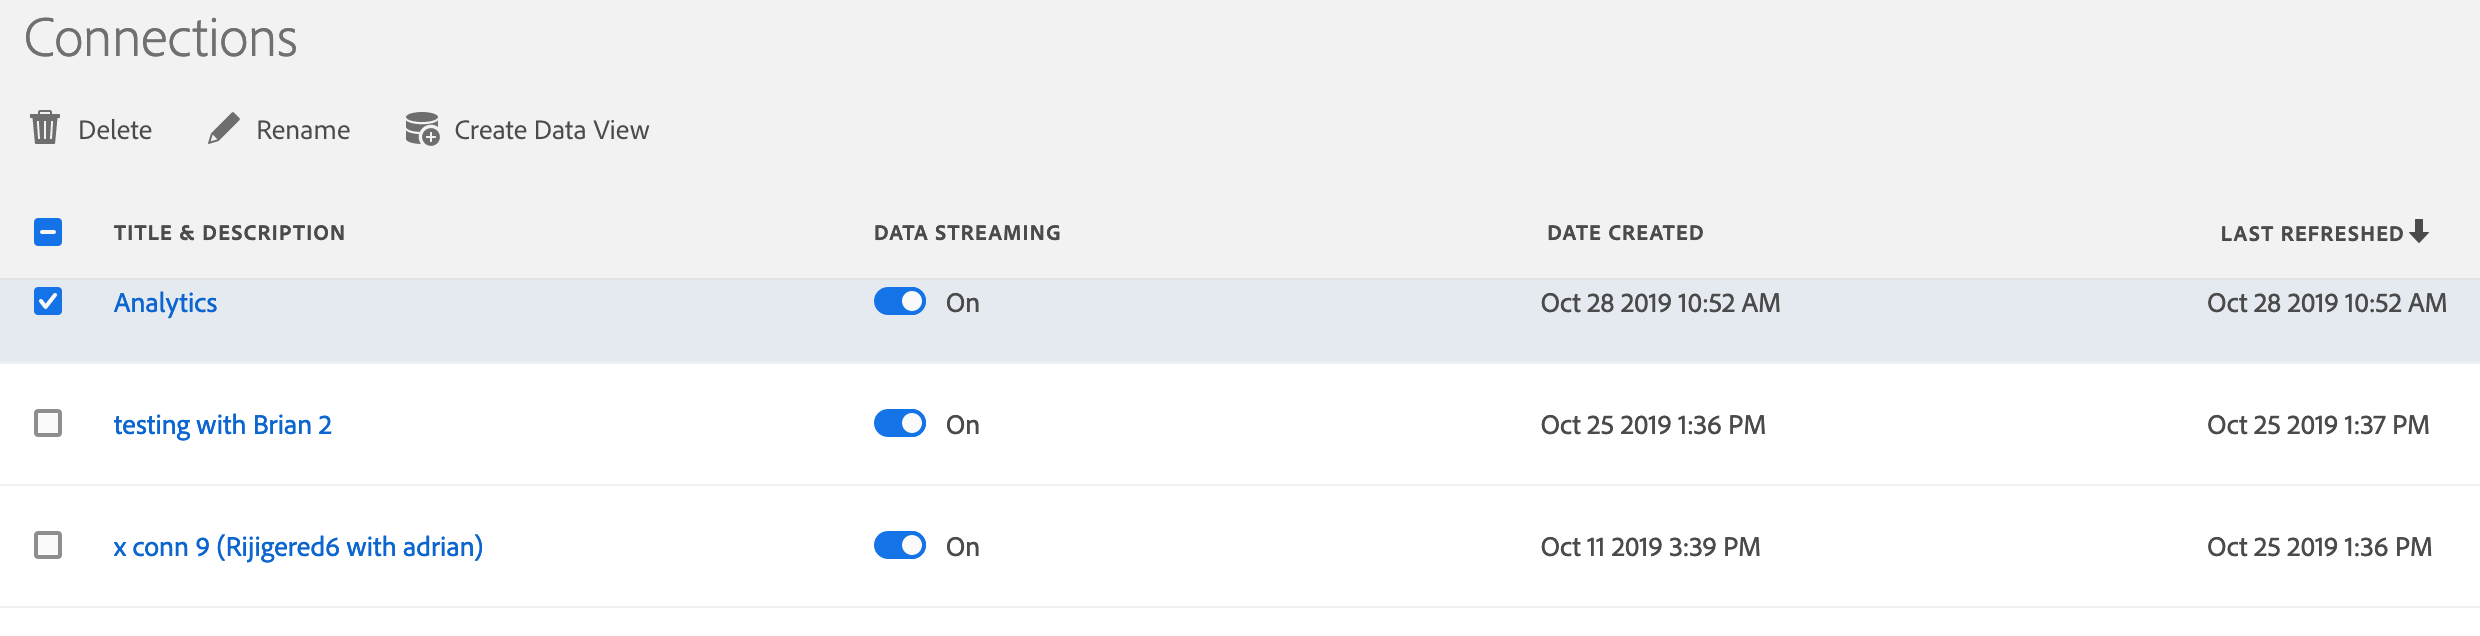 Connections
Delete Rename Create Data View
TITLE & DESCRIPTION DATA STREAMING DATE CREATED LAST REFRESHED
Analytics On Oct 28 2019 10:52 AM Oct 28 2019 10:52 AM
testing with Brian 2 On Oct 25 2019 1:36 PM Oct 25 2019 1:37 PM
x conn 9 (Rijigered6 with adrian) On Oct 11 2019 3:39 PM Oct 25 2019 1:36 PM